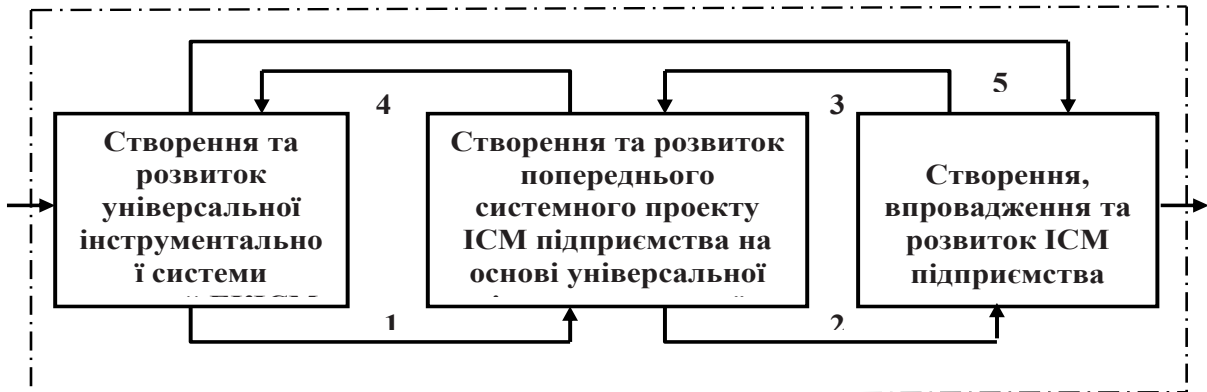 5
4
3
Створення та
розвиток
універсальної
інструментально
ї системи
Створення та розвиток
попереднього
системного проекту
ІСМ підприємства на
основі універсальної
Створення,
впровадження та
розвиток ІСМ
підприємства
1
2